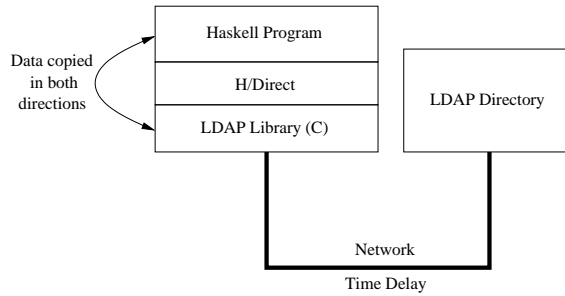 Data copied
in both
directions
Haskell Program
H/Direct
LDAP Library (C)
LDAP Directory
Network
Time Delay